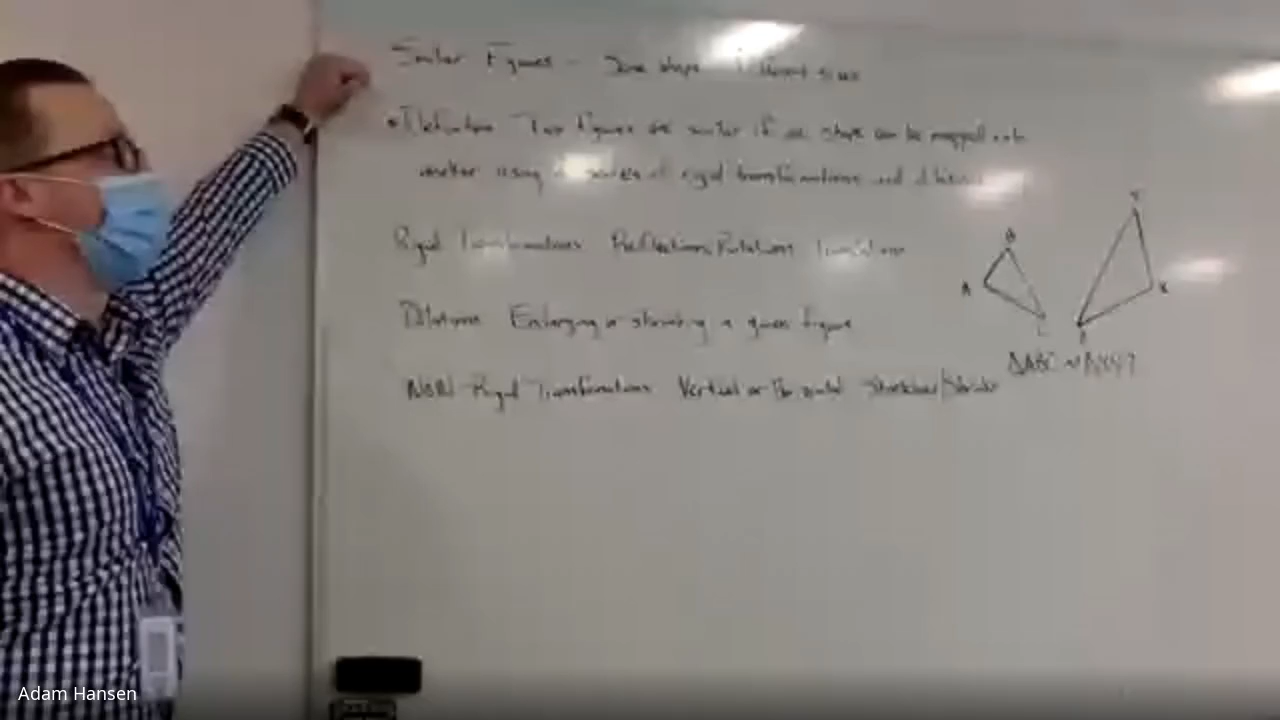 Similar Figures - Same shape, different sizes
• Definition Two figures are similar if one shape can be mapped onto
another using a series of rigid transformations and dilations
Rigid Transformations Reflections, Rotations Translations
Dilations Enlarging or shrinking a given figure
NON-Rigid Transformations Vertical or Horizontal Stretches/Shrinks
B
A
C
Y
X
ΔABC ~
Adam Hansen